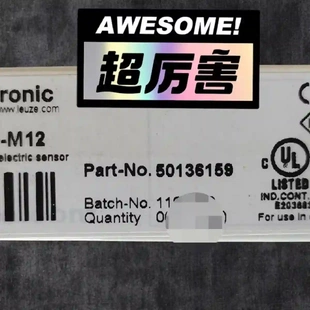 AWESOME!
超厉害
ronic
www.leuze.com
-M12
electric sensor
Part-No. 50136159
Batch-No. 11
Quantity
C UL
LISTED
IND.CONT.
For use in